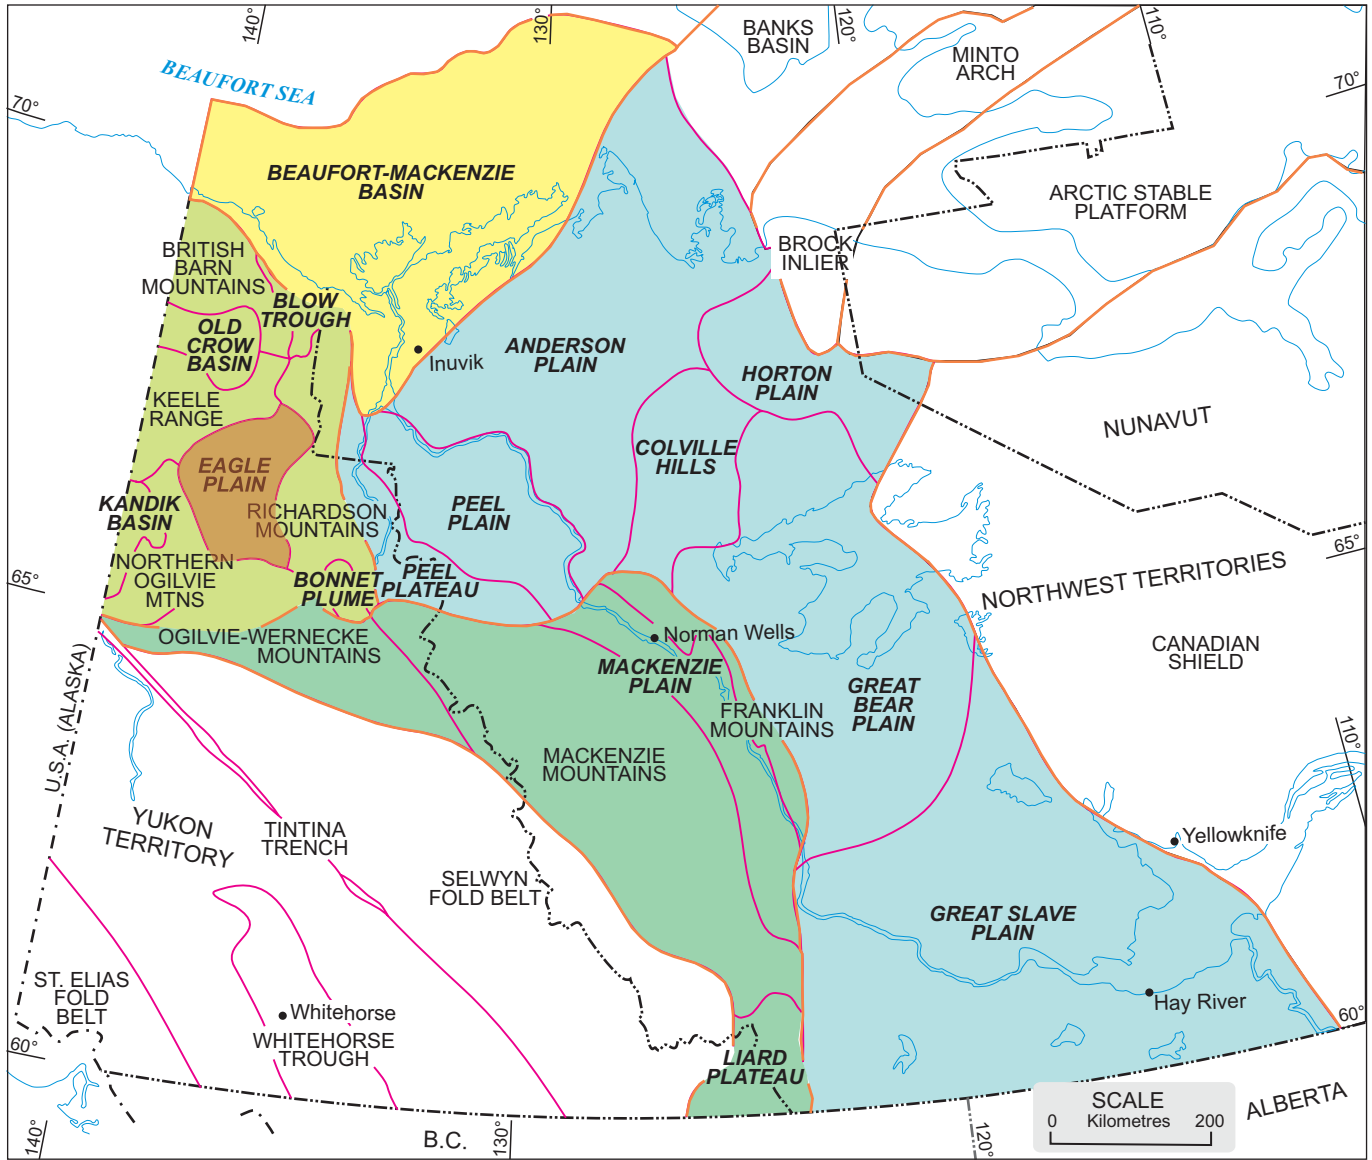 140°
130°
120°
110°
BANKS
BASIN
MINTO
ARCH
BEAUFORT SEA
70°
70°
BEAUFORT-MACKENZIE
BASIN
ARCTIC STABLE
PLATFORM
BRITISH
BARN
MOUNTAINS
BROCK
INLIER
BLOW
TROUGH
OLD
CROW
BASIN
Inuvik
ANDERSON
PLAIN
HORTON
PLAIN
KEELE
RANGE
NUNAVUT
COLVILLE
HILLS
EAGLE
PLAIN
KANDIK
BASIN
RICHARDSON
MOUNTAINS
PEEL
PLAIN
65°
65°
NORTHERN
OGILVIE
MTNS
BONNET
PLUME
PEEL
PLATEAU
NORTHWEST TERRITORIES
OGILVIE-WERNECKE
MOUNTAINS
Norman Wells
CANADIAN
SHIELD
MACKENZIE
PLAIN
GREAT
BEAR
PLAIN
U.S.A. (ALASKA)
FRANKLIN
MOUNTAINS
110°
MACKENZIE
MOUNTAINS
YUKON
TERRITORY
TINTINA
TRENCH
Yellowknife
SELWYN
FOLD BELT
GREAT SLAVE
PLAIN
ST. ELIAS
FOLD
BELT
Hay River
Whitehorse
60°
WHITEHORSE
TROUGH
60°
LIARD
PLATEAU
SCALE
Kilometres
0 200
ALBERTA
B.C.
140°
130°
120°